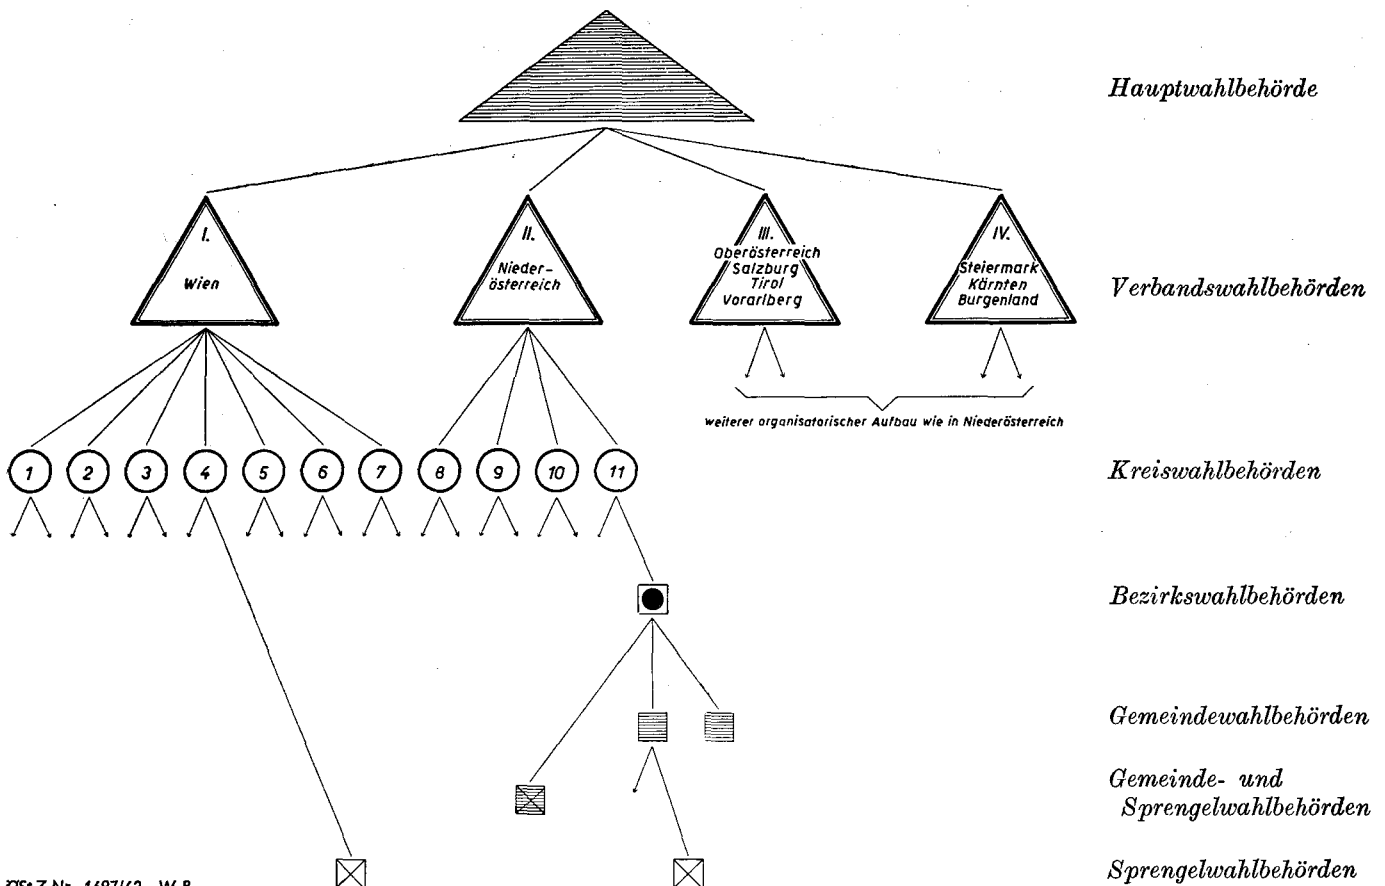 Hauptwahlbehörde
I.
Wien
II.
Nieder-
österreich
III.
Oberösterreich
Salzburg
Tirol
Vorarlberg
IV.
Steiermark
Kärnten
Burgenland
Verbandswahlbehörden
weiterer organisatorischer Aufbau wie in Niederösterreich
1 2 3 4 5 6 7 8 9 10 11
Kreiswahlbehörden
Bezirkswahlbehörden
Gemeindewahlbehörden
Gemeinde- und
Sprengelwahlbehörden
Sprengelwahlbehörden